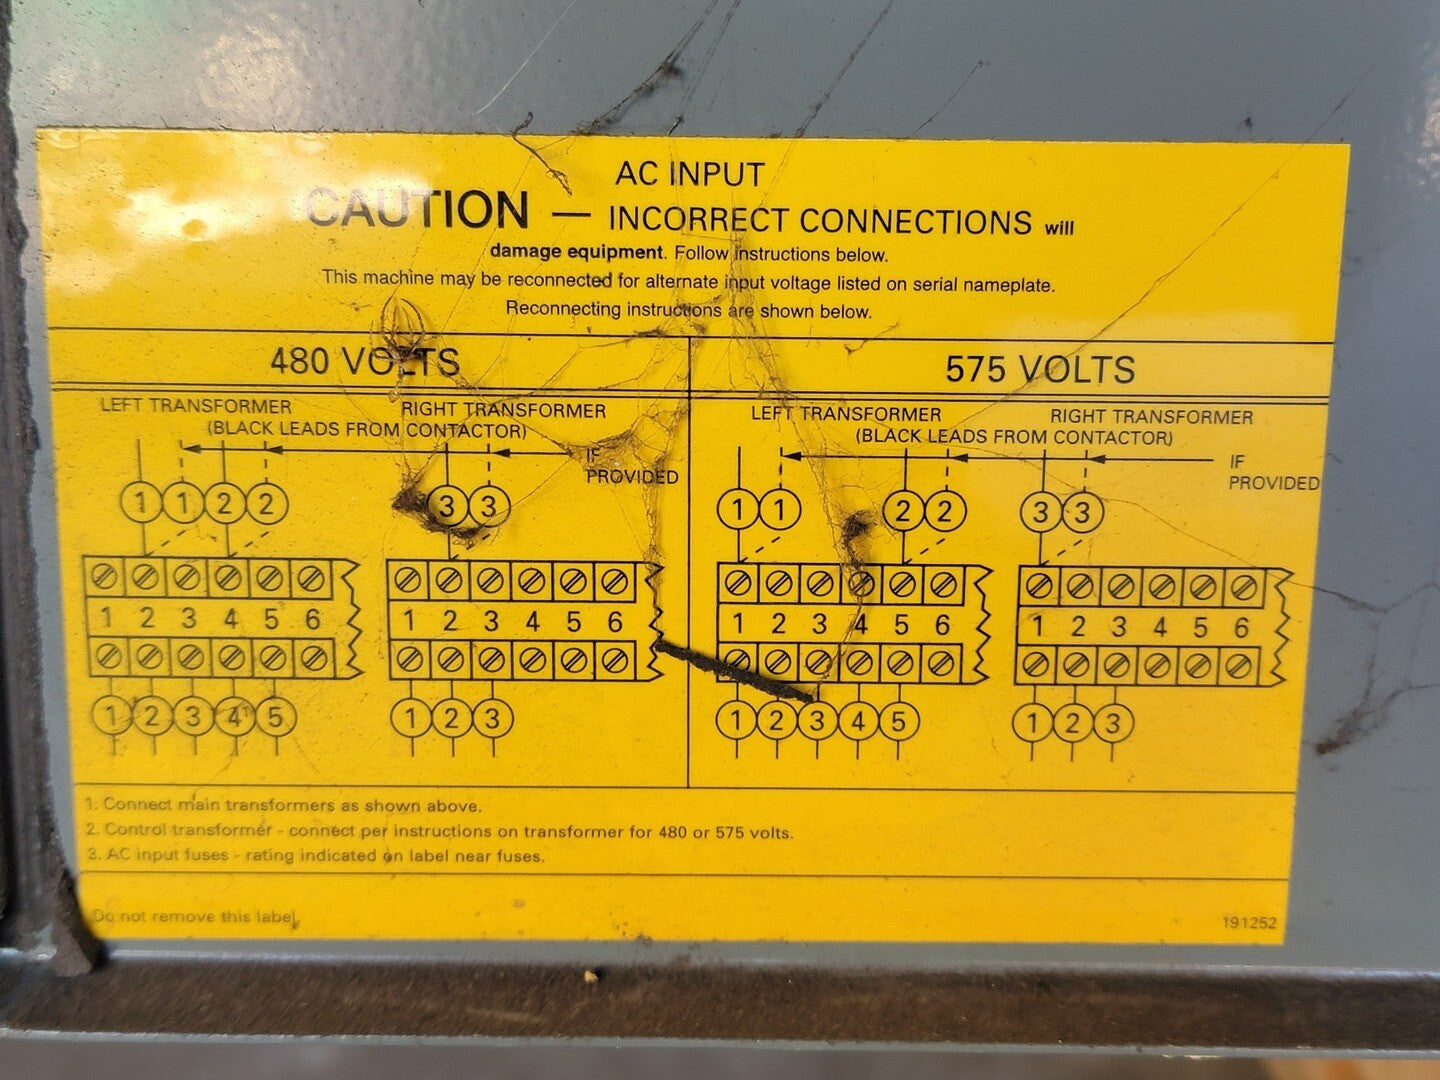 AC INPUT
CAUTION — INCORRECT CONNECTIONS will
damage equipment. Follow instructions below.
This machine may be reconnected for alternate input voltage listed on serial nameplate.
Reconnecting instructions are shown below.
480 VOLTS
LEFT TRANSFORMER RIGHT TRANSFORMER
(BLACK LEADS FROM CONTACTOR)
IF
PROVIDED
1 1 2 2 3 3
1 2 3 4 5 6 1 2 3 4 5 6
1 2 3 4 5 1 2 3
575 VOLTS
LEFT TRANSFORMER RIGHT TRANSFORMER
(BLACK LEADS FROM CONTACTOR)
IF
PROVIDED
1 1 2 2 3 3
1 2 3 4 5 6 1 2 3 4 5 6
1 2 3 4 5 1 2 3
1. Connect main transformers as shown above.
2. Control transformer - connect per instructions on transformer for 480 or 575 volts.
3. AC input fuses - rating indicated on label near fuses.
Do not remove this label.
191252